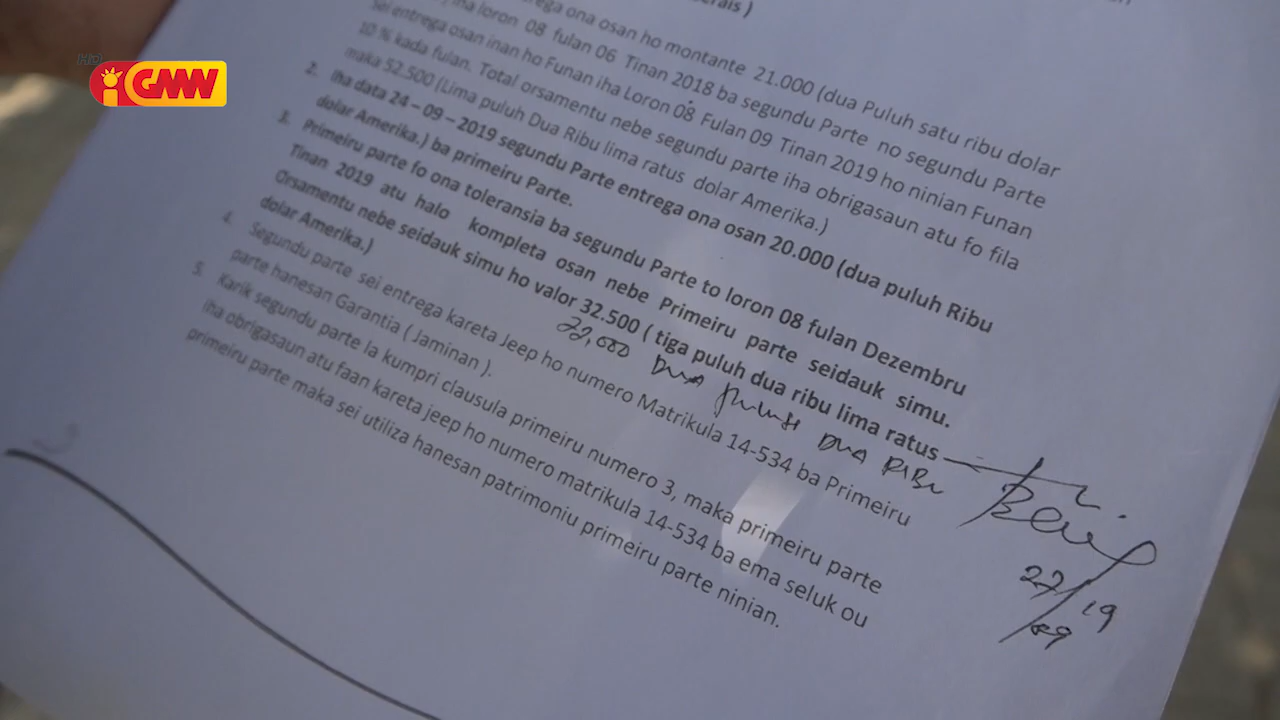 HD
iGMW
erais )
ona osan ho montante 21.000 (dua Puluh satu ribu dolar
, iha loron 08 fulan 06 Tinan 2018 ba segundu Parte no segundu Parte
sei entrega osan inan ho Funan iha Loron 08 Fulan 09 Tinan 2019 ho ninian Funan
10 % kada fulan. Total orsamentu nebe segundu parte iha obrigasaun atu fo fila
maka 52.500 (Lima puluh Dua Ribu lima ratus dolar Amerika.)
2. Iha data 24 – 09 – 2019 segundu Parte entrega ona osan 20.000 (dua puluh Ribu
dolar Amerika.) ba primeiru Parte.
3. Primeiru parte fo ona toleransia ba segundu Parte to loron 08 fulan Dezembru
Tinan 2019 atu halo kompleta osan nebe Primeiru parte seidauk simu.
Orsamentu nebe seidauk simu ho valor 32.500 ( tiga puluh dua ribu lima ratus
dolar Amerika.)
22,000 DUA puluh DUA RIBU
4. Segundu parte sei entrega kareta Jeep ho numero Matrikula 14-534 ba Primeiru
parte hanesan Garantia ( Jaminan ).
5. Karik segundu parte la kumpri clausula primeiru numero 3, maka primeiru parte
iha obrigasaun atu faan kareta jeep ho numero matrikula 14-534 ba ema seluk ou
primeiru parte maka sei utiliza hanesan patrimoniu primeiru parte ninian.
27/09 19